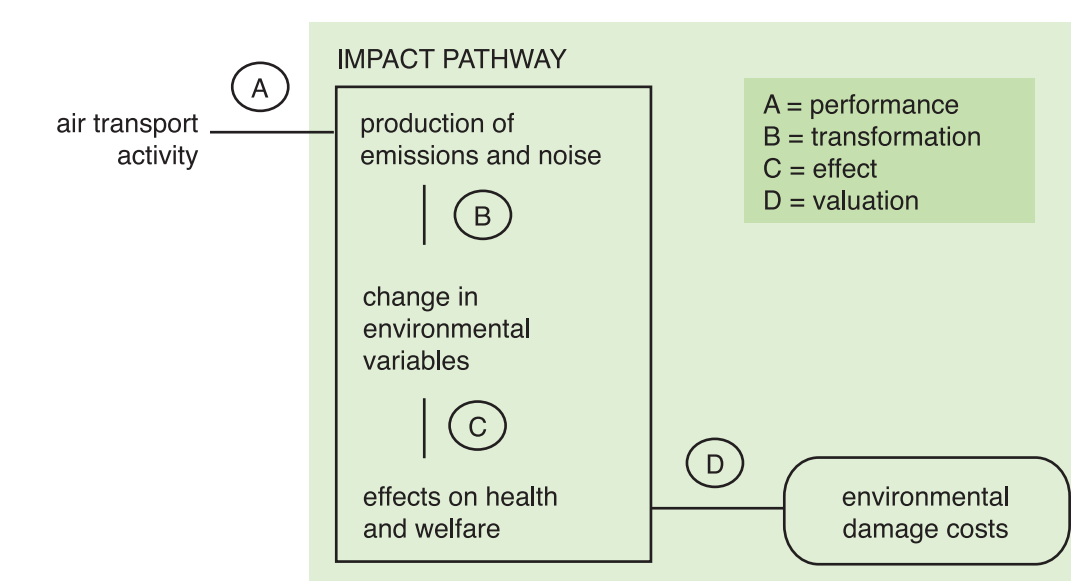 IMPACT PATHWAY
A
air transport
activity
production of
emissions and noise
A = performance
B = transformation
C = effect
D = valuation
B
change in
environmental
variables
C
D
effects on health
and welfare
environmental
damage costs